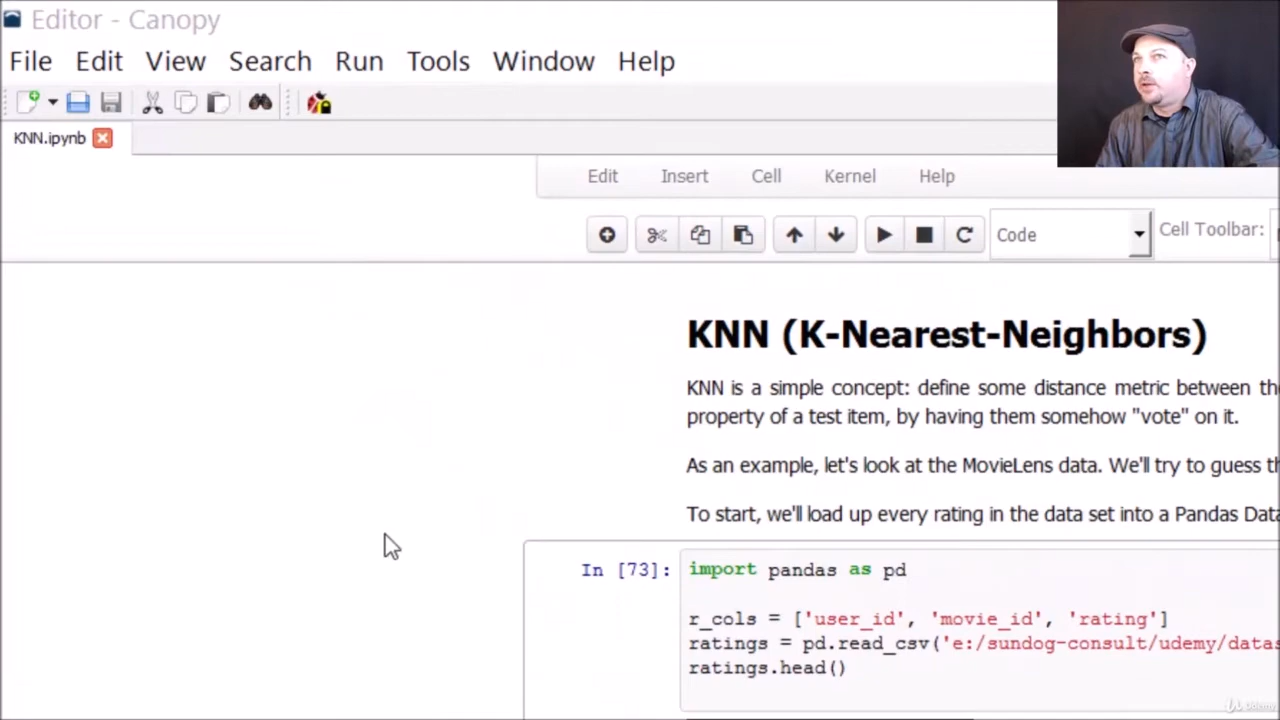 Editor - Canopy
File Edit View Search Run Tools Window Help
KNN.ipynb
Edit Insert Cell Kernel Help
Code
Cell Toolbar:
KNN (K-Nearest-Neighbors)
KNN is a simple concept: define some distance metric between the
property of a test item, by having them somehow "vote" on it.
As an example, let's look at the MovieLens data. We'll try to guess th
To start, we'll load up every rating in the data set into a Pandas Data
In [73]: import pandas as pd
r_cols = ['user_id', 'movie_id', 'rating']
ratings = pd.read_csv('e:/sundog-consult/udemy/datas
ratings.head()
Udemy